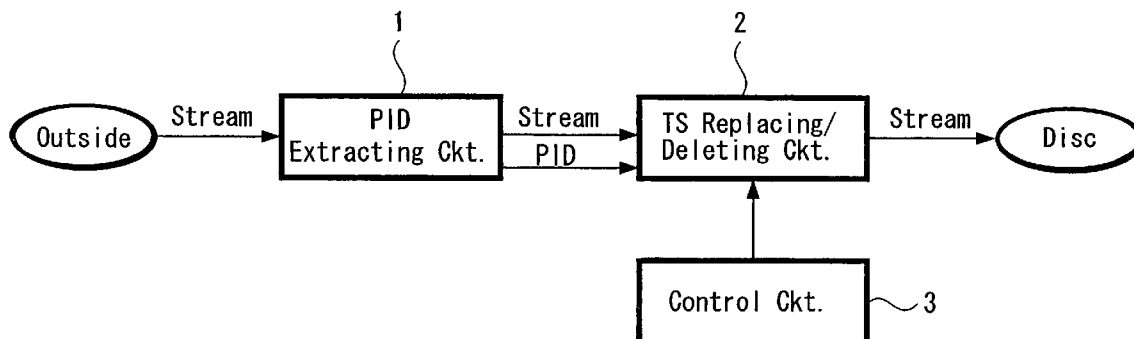 1
2
Outside
Stream
PID
Extracting Ckt.
Stream
PID
TS Replacing/
Deleting Ckt.
Stream
Disc
Control Ckt.
3